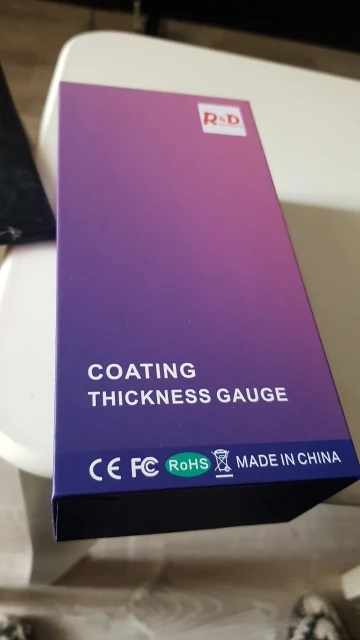 R&D
COATING
THICKNESS GAUGE
CE FC RoHS MADE IN CHINA